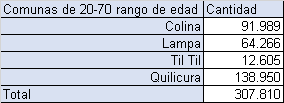 Comunas de 20-70 rango de edad Cantidad
Colina 91.989
Lampa 64.266
Til Til 12.605
Quilicura 138.950
Total 307.810